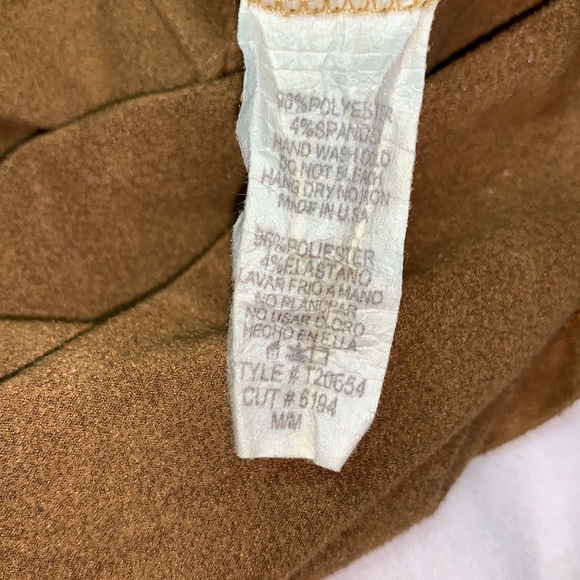 96%POLYESTER
4%SPANDEX
HAND WASH COLD
DO NOT BLEACH
HANG DRY NO IRON
MADE IN U.S.A
96%POLIESTER
4%ELASTANO
LAVAR FRIO A MANO
NO PLANCHAR
NO USAR CLORO
HECHO EN E.U.A
STYLE # T20654
CUT # 6194
M/M